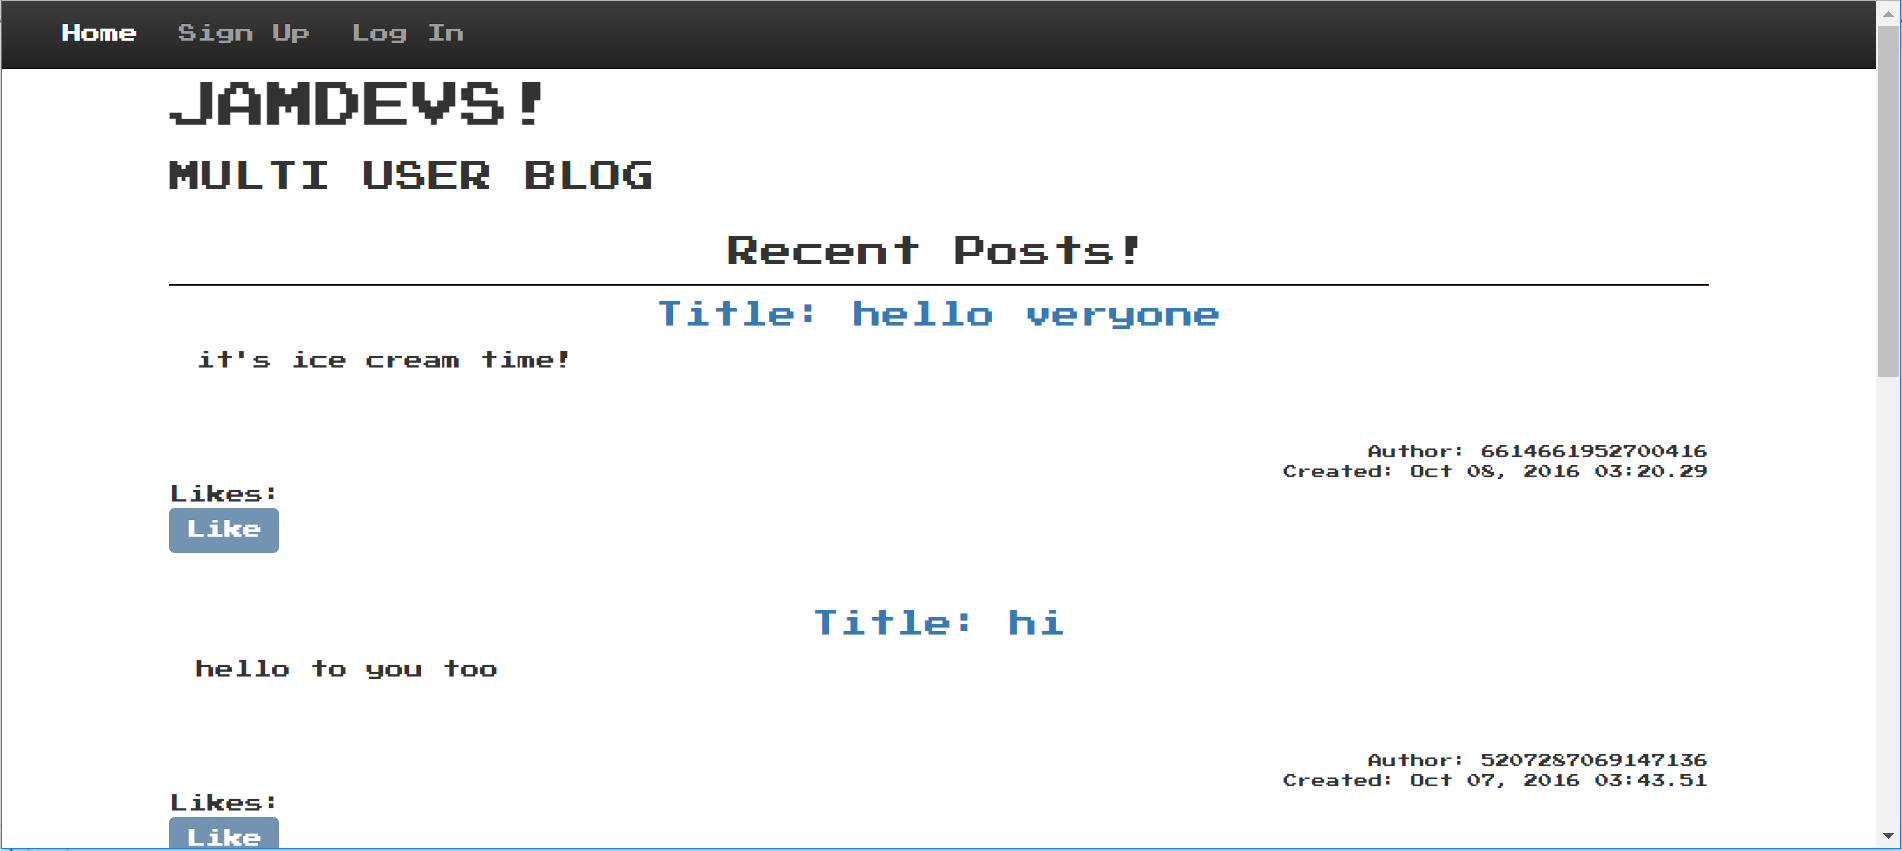 Home Sign Up Log In
JAMDEVS!
MULTI USER BLOG
Recent Posts!
Title: hello veryone
it's ice cream time!
Author: 6614661952700416
Created: Oct 08, 2016 03:20.29
Likes:
Like
Title: hi
hello to you too
Author: 5207287069147136
Created: Oct 07, 2016 03:43.51
Likes:
Like